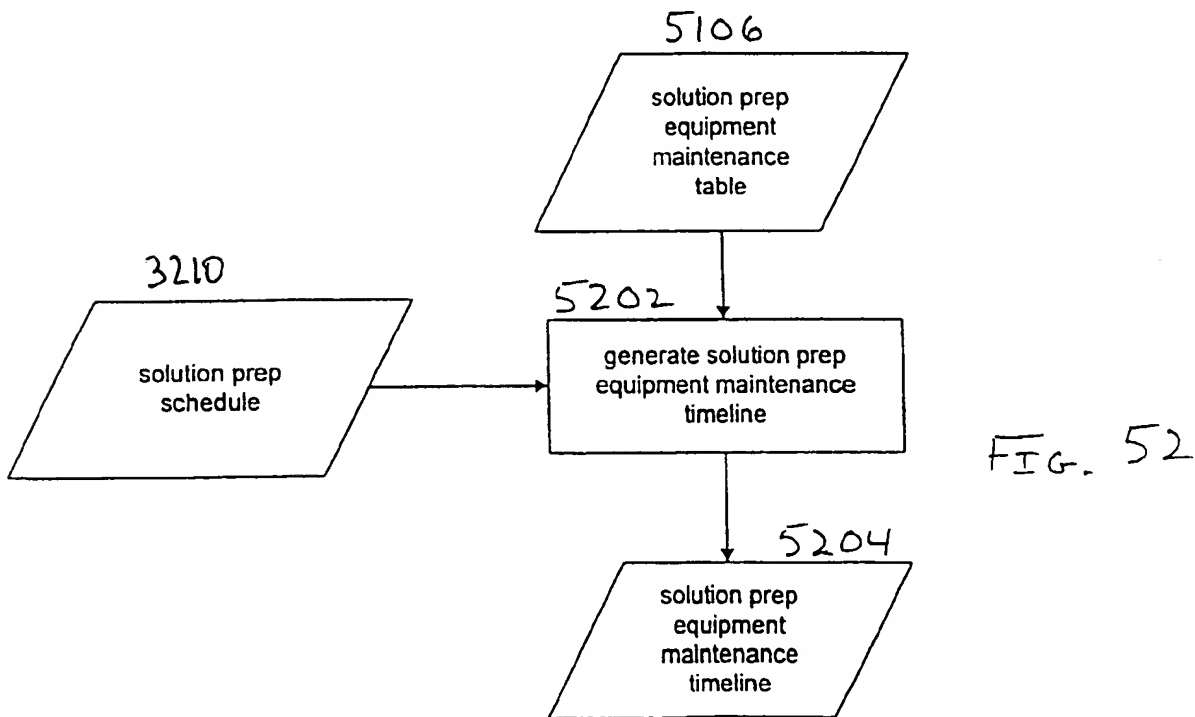 5106
solution prep
equipment
maintenance
table
3210
solution prep
schedule
5202
generate solution prep
equipment maintenance
timeline
FIG. 52
5204
solution prep
equipment
maintenance
timeline